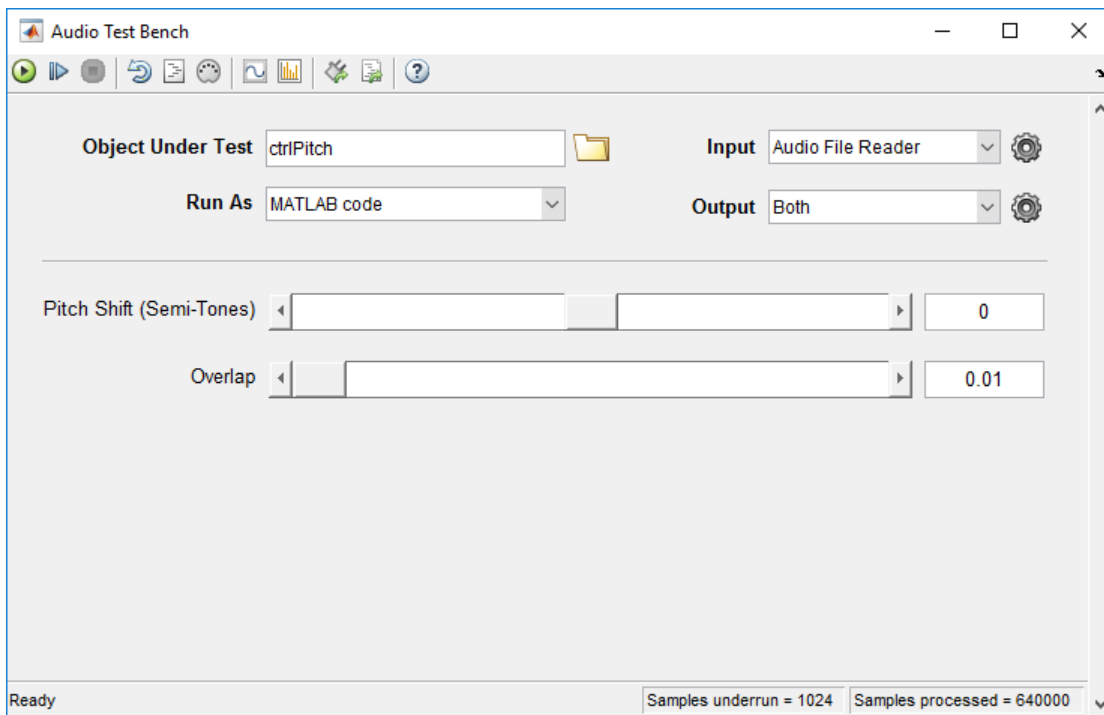 Audio Test Bench
Object Under Test ctrlPitch Input Audio File Reader
Run As MATLAB code Output Both
Pitch Shift (Semi-Tones) 0
Overlap 0.01
Ready Samples underrun = 1024 Samples processed = 640000